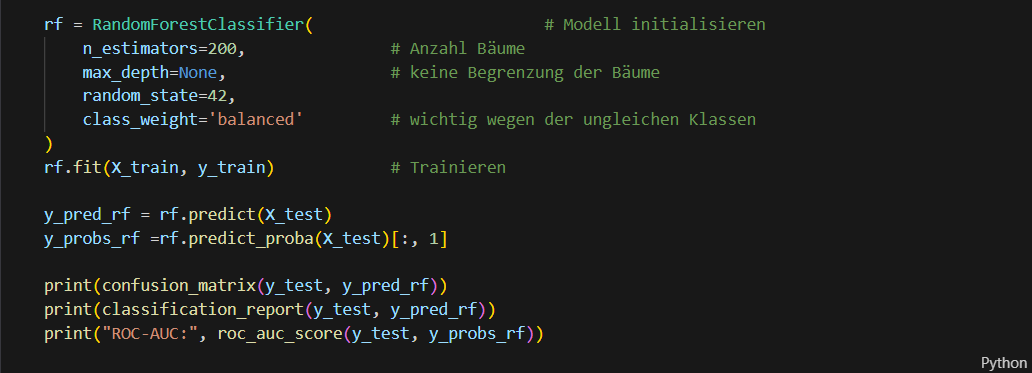 rf = RandomForestClassifier(                        # Modell initialisieren
    n_estimators=200,               # Anzahl Bäume
    max_depth=None,                 # keine Begrenzung der Bäume
    random_state=42,
    class_weight='balanced'         # wichtig wegen der ungleichen Klassen
)
rf.fit(X_train, y_train)            # Trainieren

y_pred_rf = rf.predict(X_test)
y_probs_rf =rf.predict_proba(X_test)[:, 1]

print(confusion_matrix(y_test, y_pred_rf))
print(classification_report(y_test, y_pred_rf))
print("ROC-AUC:", roc_auc_score(y_test, y_probs_rf))
Python